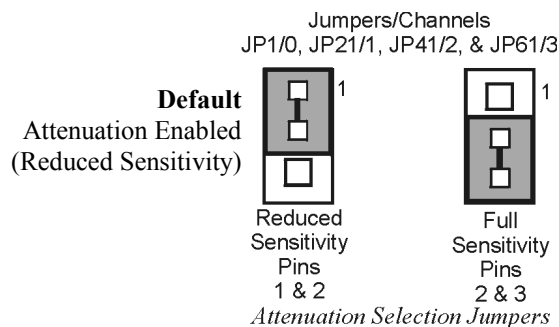 Jumpers/Channels
JP1/0, JP21/1, JP41/2, & JP61/3
Default
Attenuation Enabled
(Reduced Sensitivity)
1
1
Reduced
Sensitivity
Pins
1 & 2
Full
Sensitivity
Pins
2 & 3
Attenuation Selection Jumpers